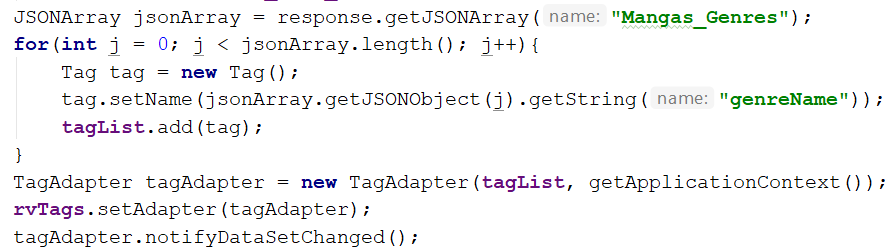 JSONArray jsonArray = response.getJSONArray( name: "Mangas_Genres");
for(int j = 0; j < jsonArray.length(); j++){
    Tag tag = new Tag();
    tag.setName(jsonArray.getJSONObject(j).getString( name: "genreName"));
    tagList.add(tag);
}
TagAdapter tagAdapter = new TagAdapter(tagList, getApplicationContext());
rvTags.setAdapter(tagAdapter);
tagAdapter.notifyDataSetChanged();